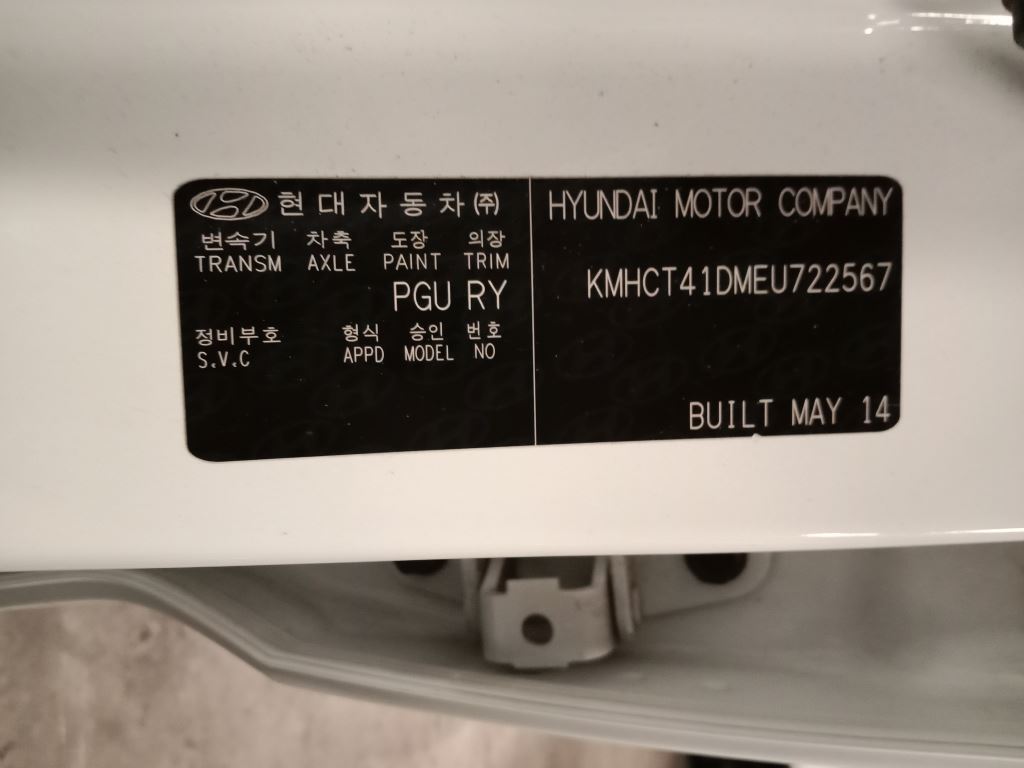 현대자동차㈜
변속기 차축 도장 의장
TRANSM AXLE PAINT TRIM
PGU RY
정비부호 형식 승인 번호
S.V.C APPD MODEL NO
HYUNDAI MOTOR COMPANY
KMHCT41DMEU722567
BUILT MAY 14